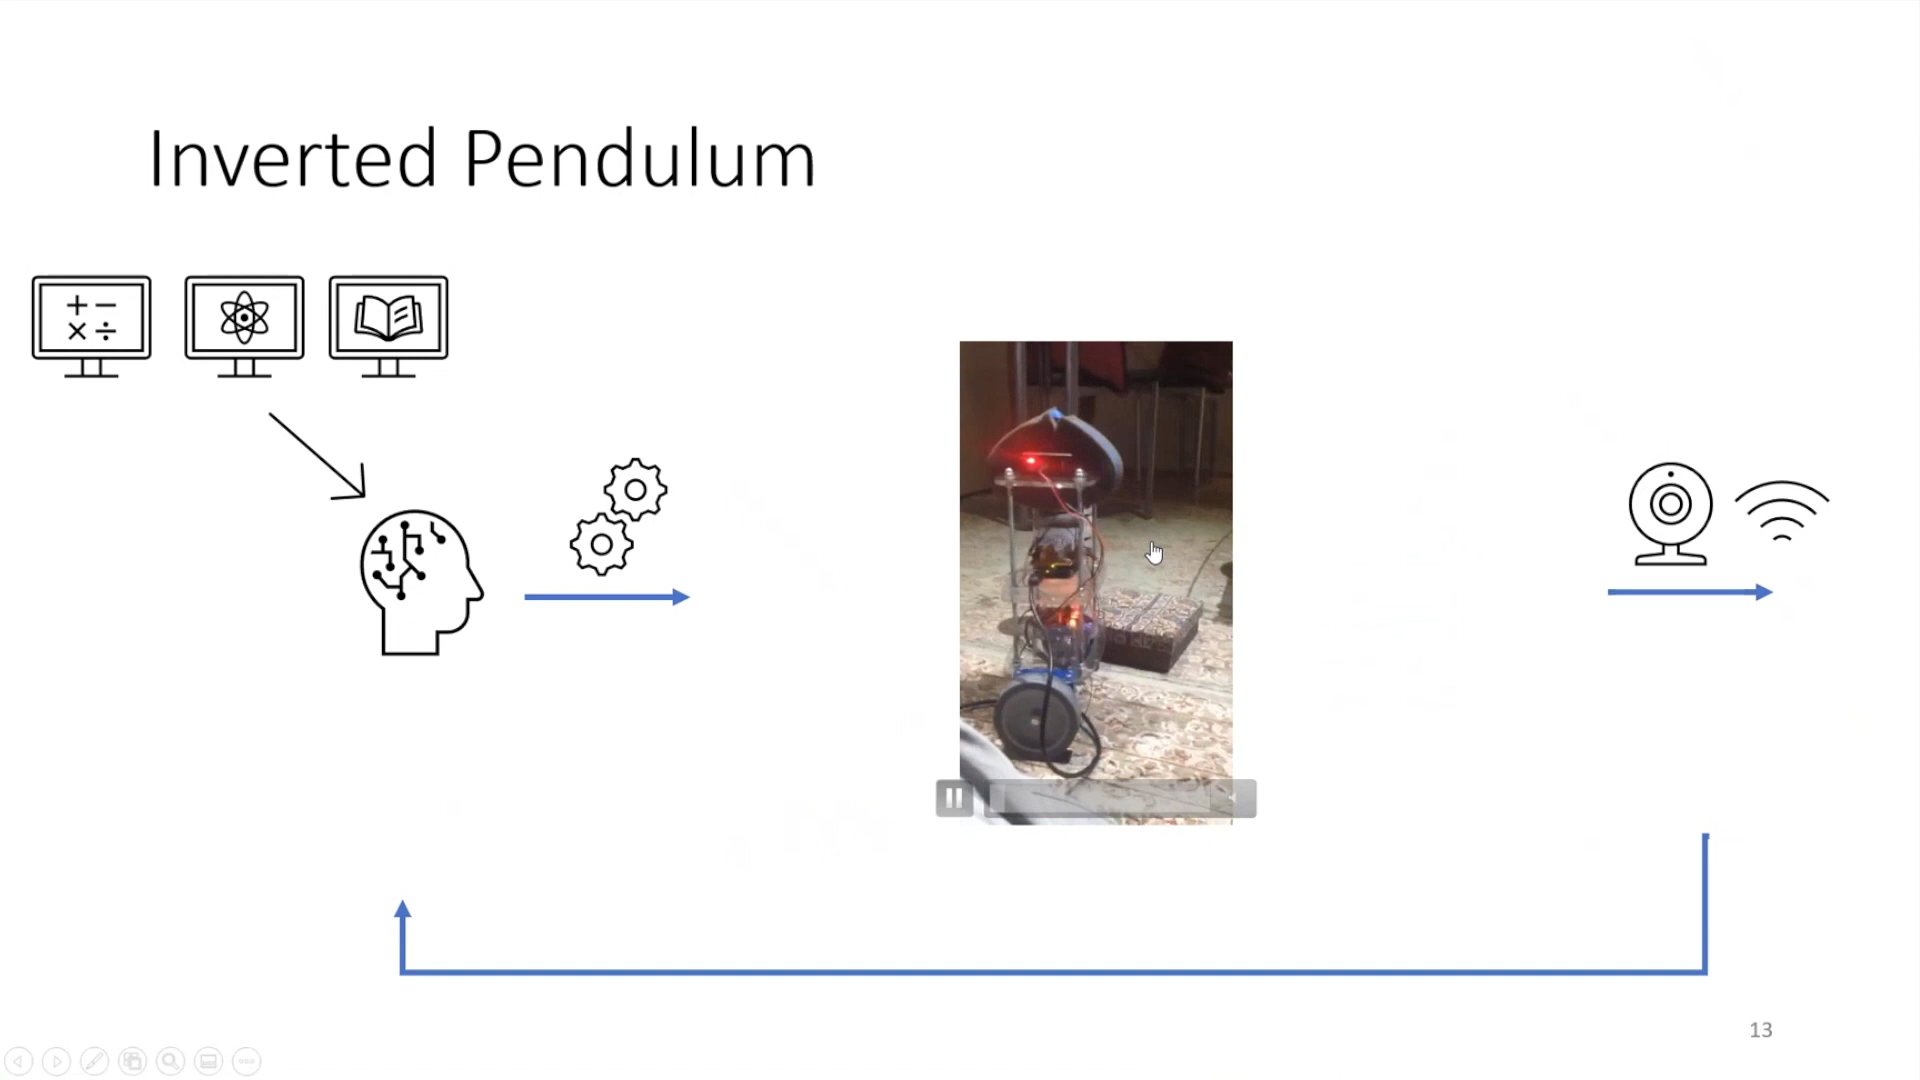 Inverted Pendulum
+ −
× ÷
13